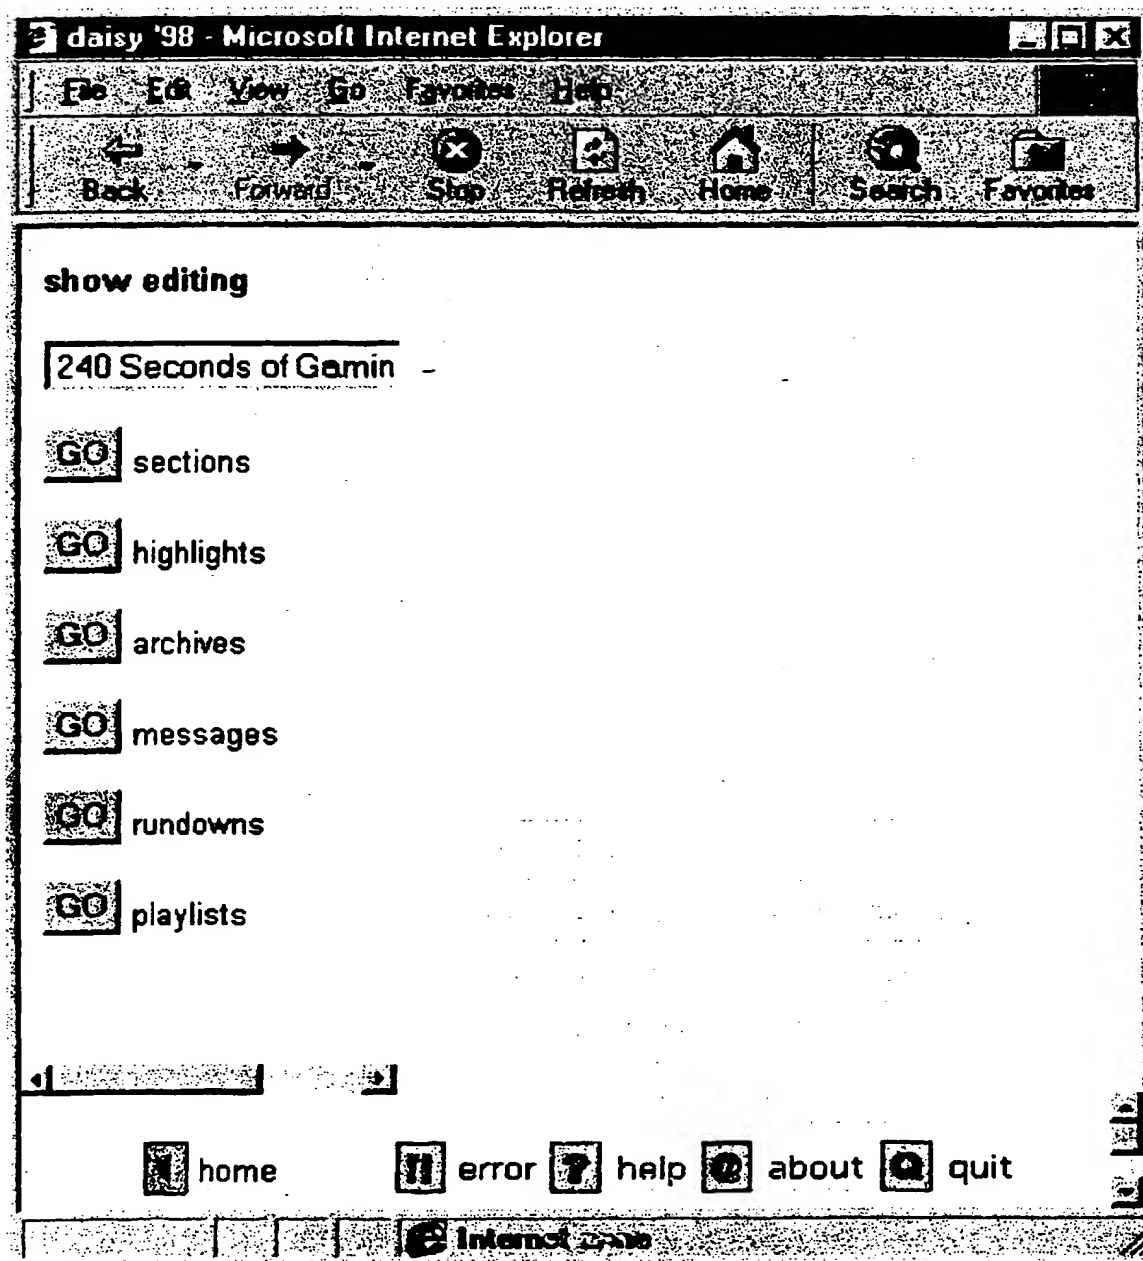 daisy '98 - Microsoft Internet Explorer
File Edit View Go Favorites Help
Back Forward Stop Refresh Home Search Favorites
show editing
240 Seconds of Gamin
GO sections
GO highlights
GO archives
GO messages
GO rundowns
GO playlists
home !! error ? help @ about Q quit
Internet zone